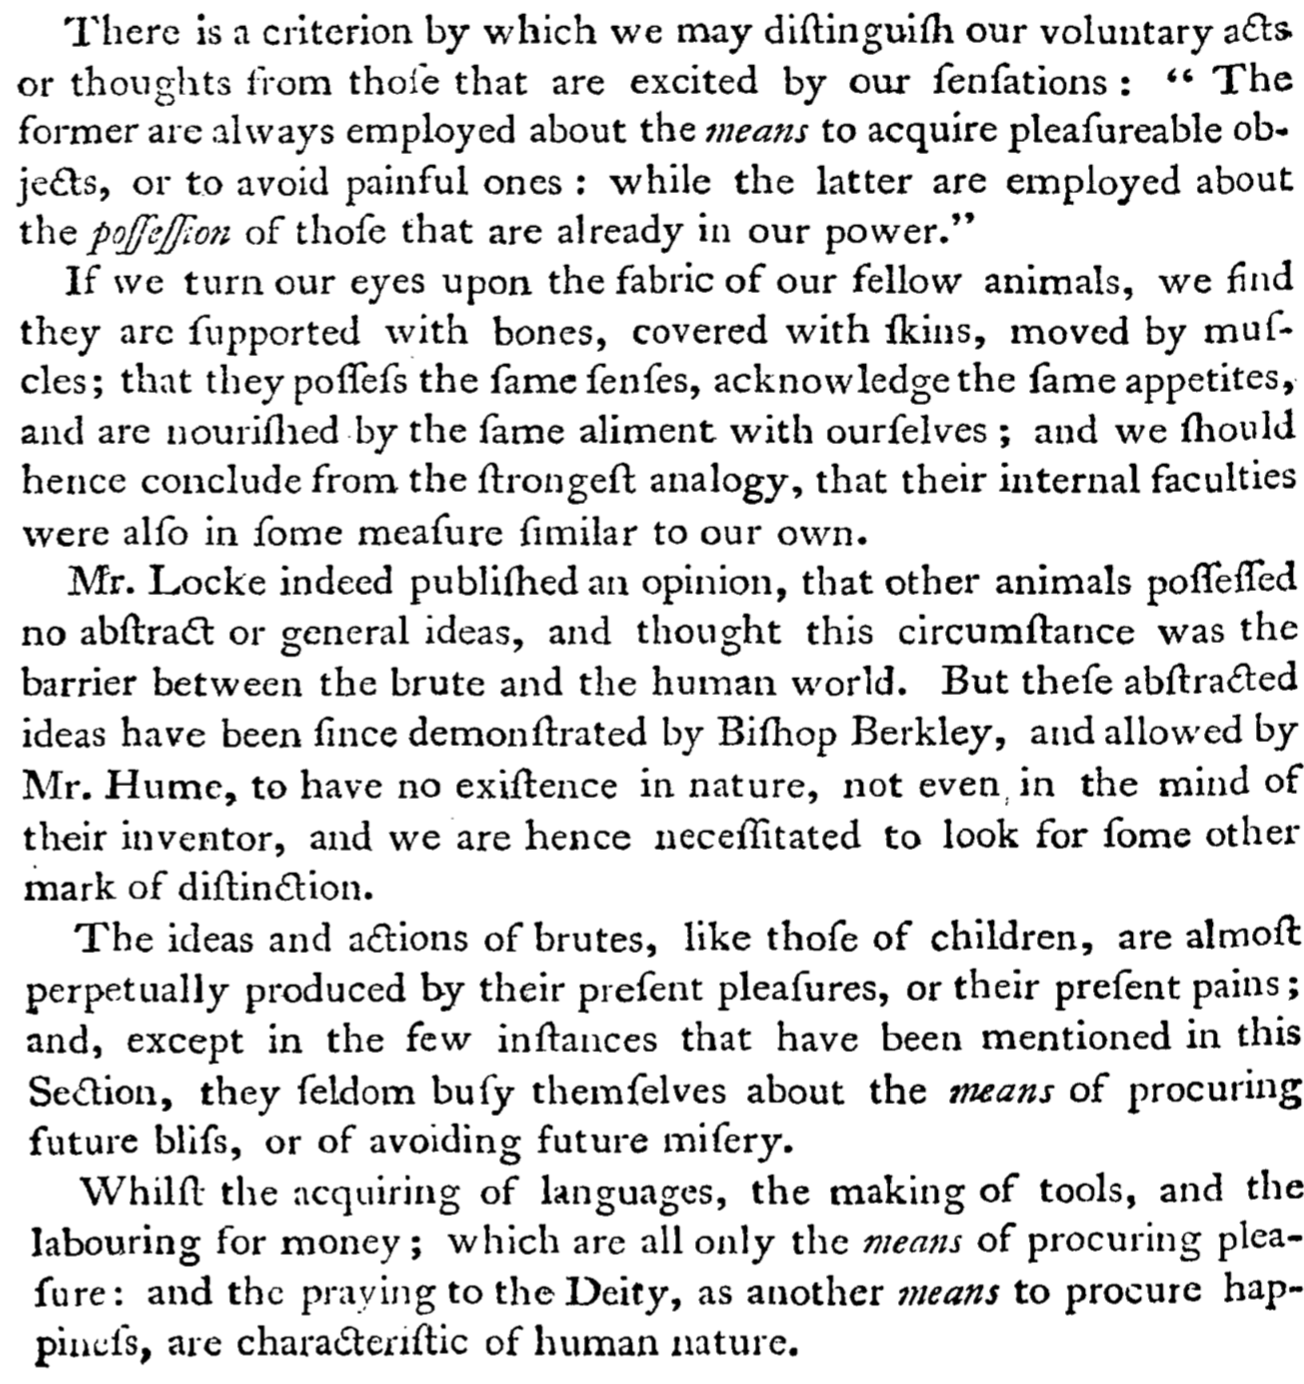 There is a criterion by which we may diſtinguiſh our voluntary acts
or thoughts from thoſe that are excited by our ſenſations : “ The
former are always employed about the means to acquire pleaſureable ob-
jects, or to avoid painful ones : while the latter are employed about
the poſſeſſion of thoſe that are already in our power.”
If we turn our eyes upon the fabric of our fellow animals, we find
they are ſupported with bones, covered with ſkins, moved by muſ-
cles; that they poſſeſs the ſame ſenſes, acknowledge the ſame appetites,
and are nouriſhed by the ſame aliment with ourſelves ; and we ſhould
hence conclude from the ſtrongeſt analogy, that their internal faculties
were alſo in ſome meaſure ſimilar to our own.
Mr. Locke indeed publiſhed an opinion, that other animals poſſeſſed
no abſtract or general ideas, and thought this circumſtance was the
barrier between the brute and the human world. But theſe abſtracted
ideas have been ſince demonſtrated by Biſhop Berkley, and allowed by
Mr. Hume, to have no exiſtence in nature, not even in the mind of
their inventor, and we are hence neceſſitated to look for ſome other
mark of diſtinction.
The ideas and actions of brutes, like thoſe of children, are almoſt
perpetually produced by their preſent pleaſures, or their preſent pains ;
and, except in the few inſtances that have been mentioned in this
Section, they ſeldom buſy themſelves about the means of procuring
future bliſs, or of avoiding future miſery.
Whilſt the acquiring of languages, the making of tools, and the
labouring for money ; which are all only the means of procuring plea-
ſure : and the praying to the Deity, as another means to procure hap-
pineſs, are characteriſtic of human nature.